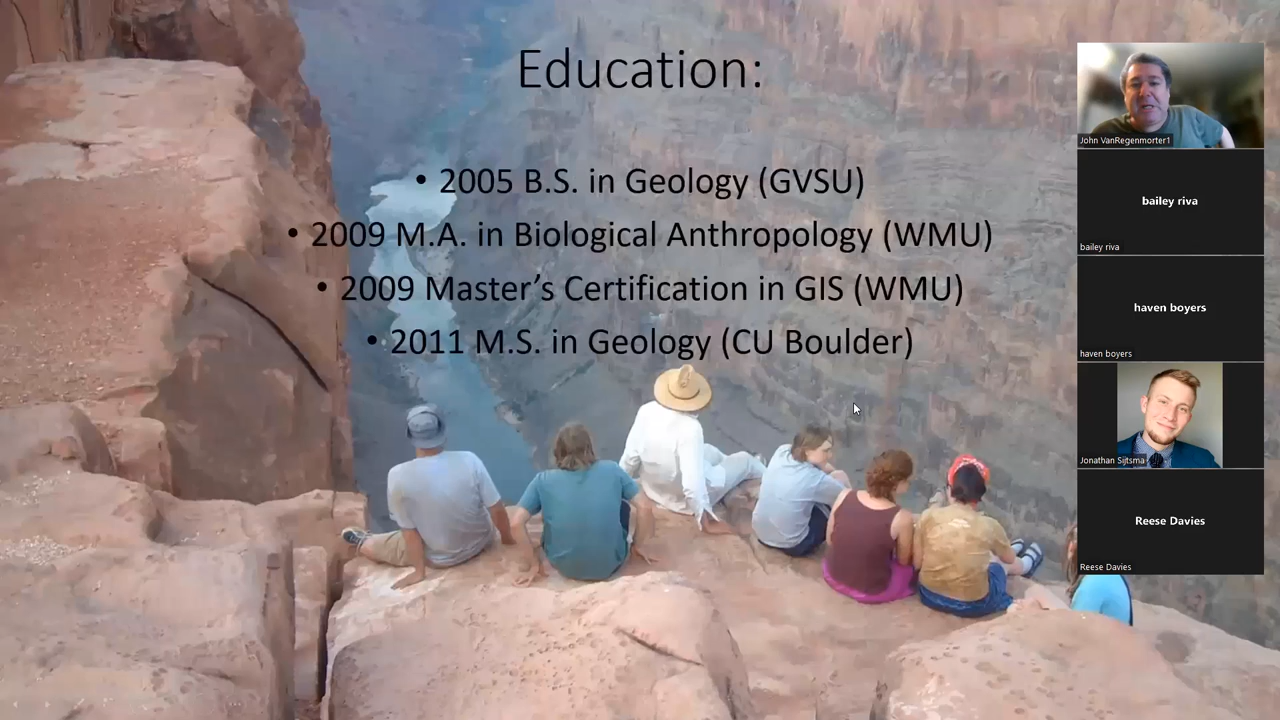 Education:
• 2005 B.S. in Geology (GVSU)
• 2009 M.A. in Biological Anthropology (WMU)
• 2009 Master’s Certification in GIS (WMU)
• 2011 M.S. in Geology (CU Boulder)
John VanRegenmorter1
bailey riva
bailey riva
haven boyers
haven boyers
Jonathan Sijtsma
Reese Davies
Reese Davies